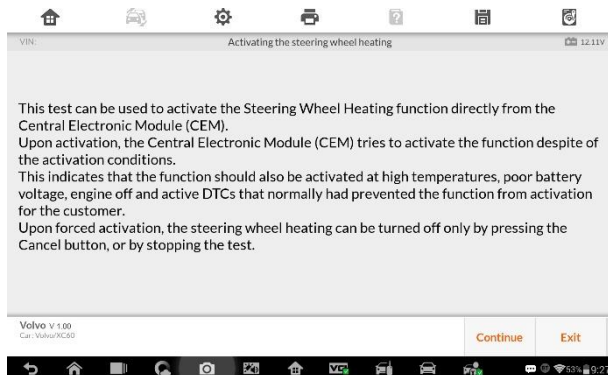 VIN:
Activating the steering wheel heating
12.11V
This test can be used to activate the Steering Wheel Heating function directly from the
Central Electronic Module (CEM).
Upon activation, the Central Electronic Module (CEM) tries to activate the function despite of
the activation conditions.
This indicates that the function should also be activated at high temperatures, poor battery
voltage, engine off and active DTCs that normally had prevented the function from activation
for the customer.
Upon forced activation, the steering wheel heating can be turned off only by pressing the
Cancel button, or by stopping the test.
Volvo V 1.00
Car: Volvo/XC60
Continue
Exit
53%
9:27